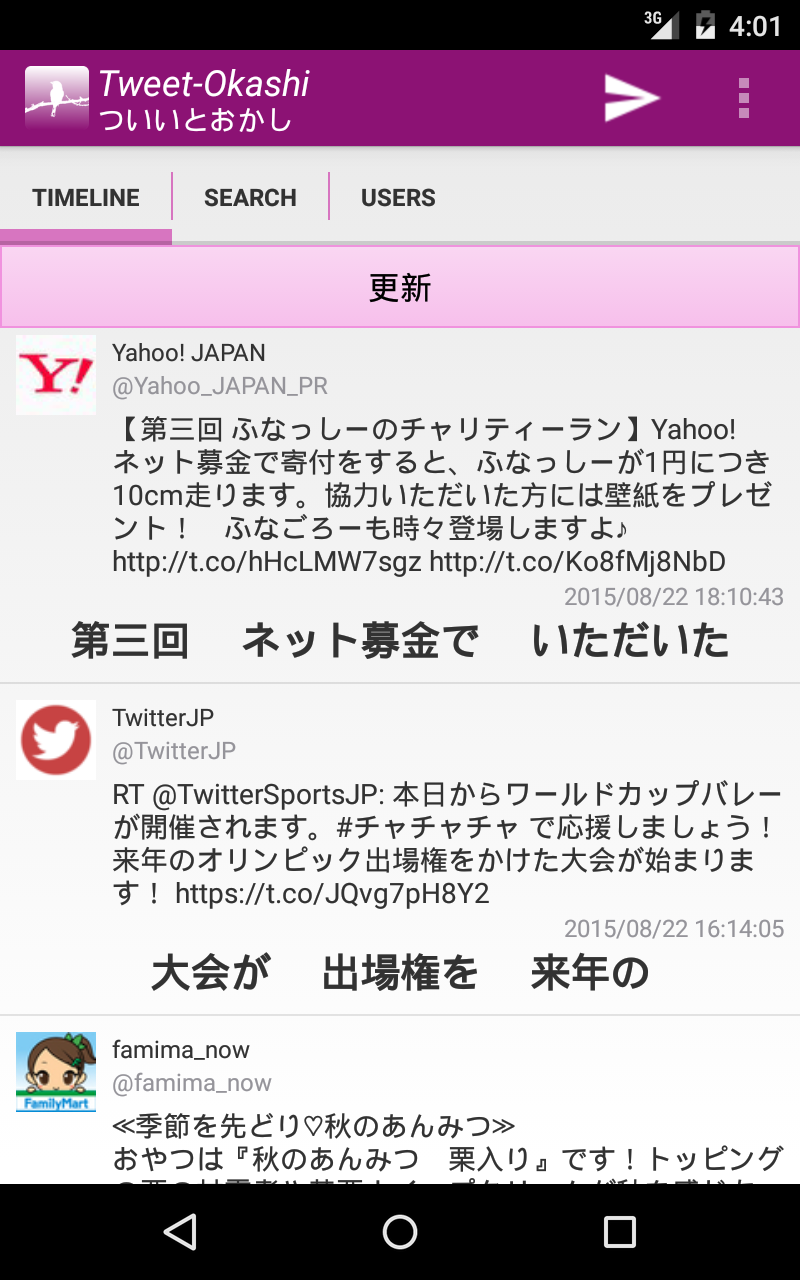 3G 4:01
Tweet-Okashi
ついいとおかし
TIMELINE SEARCH USERS
更新
Y!
Yahoo! JAPAN
@Yahoo_JAPAN_PR
【第三回 ふなっしーのチャリティーラン】Yahoo!
ネット募金で寄付をすると、ふなっしーが1円につき
10cm走ります。協力いただいた方には壁紙をプレゼ
ント！　ふなごろーも時々登場しますよ♪
http://t.co/hHcLMW7sgz http://t.co/Ko8fMj8NbD
2015/08/22 18:10:43
第三回　ネット募金で　いただいた
TwitterJP
@TwitterJP
RT @TwitterSportsJP: 本日からワールドカップバレー
が開催されます。#チャチャチャ で応援しましょう！
来年のオリンピック出場権をかけた大会が始まりま
す！ https://t.co/JQvg7pH8Y2
2015/08/22 16:14:05
大会が　出場権を　来年の
FamilyMart
famima_now
@famima_now
≪季節を先どり♡秋のあんみつ≫
おやつは『秋のあんみつ　栗入り』です！トッピング